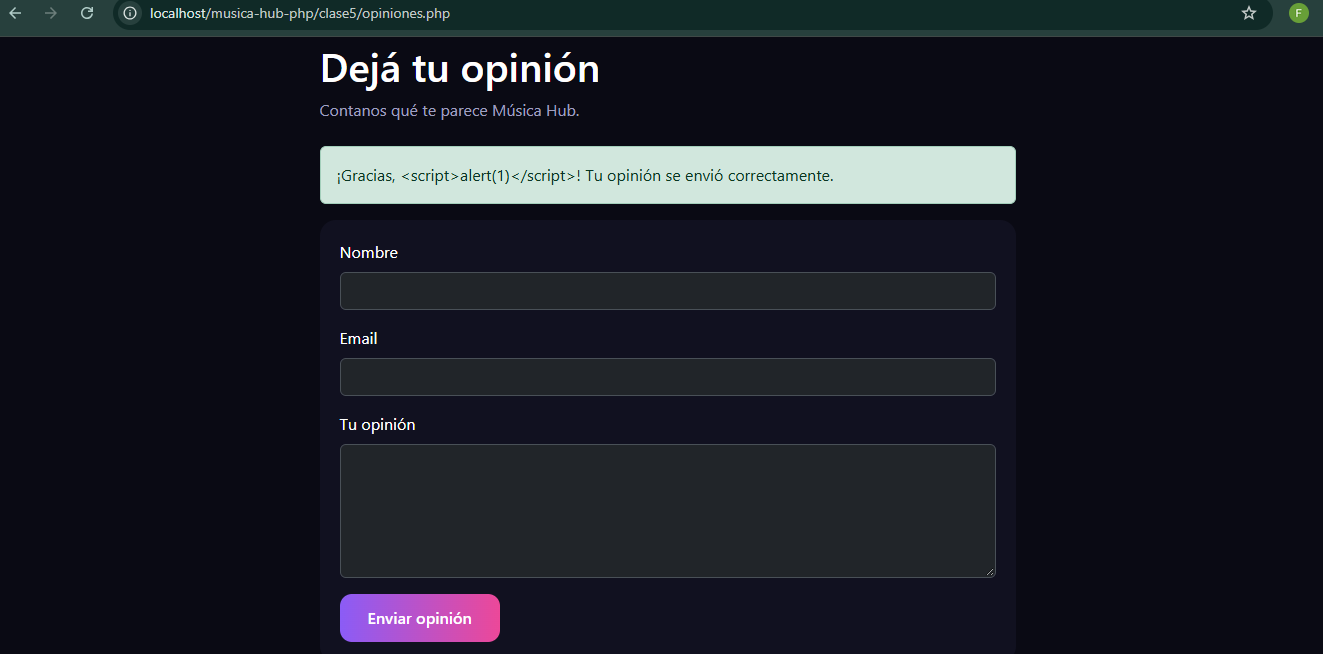 localhost/musica-hub-php/clase5/opiniones.php
F
Dejá tu opinión
Contanos qué te parece Música Hub.
¡Gracias, <script>alert(1)</script>! Tu opinión se envió correctamente.
Nombre
Email
Tu opinión
Enviar opinión